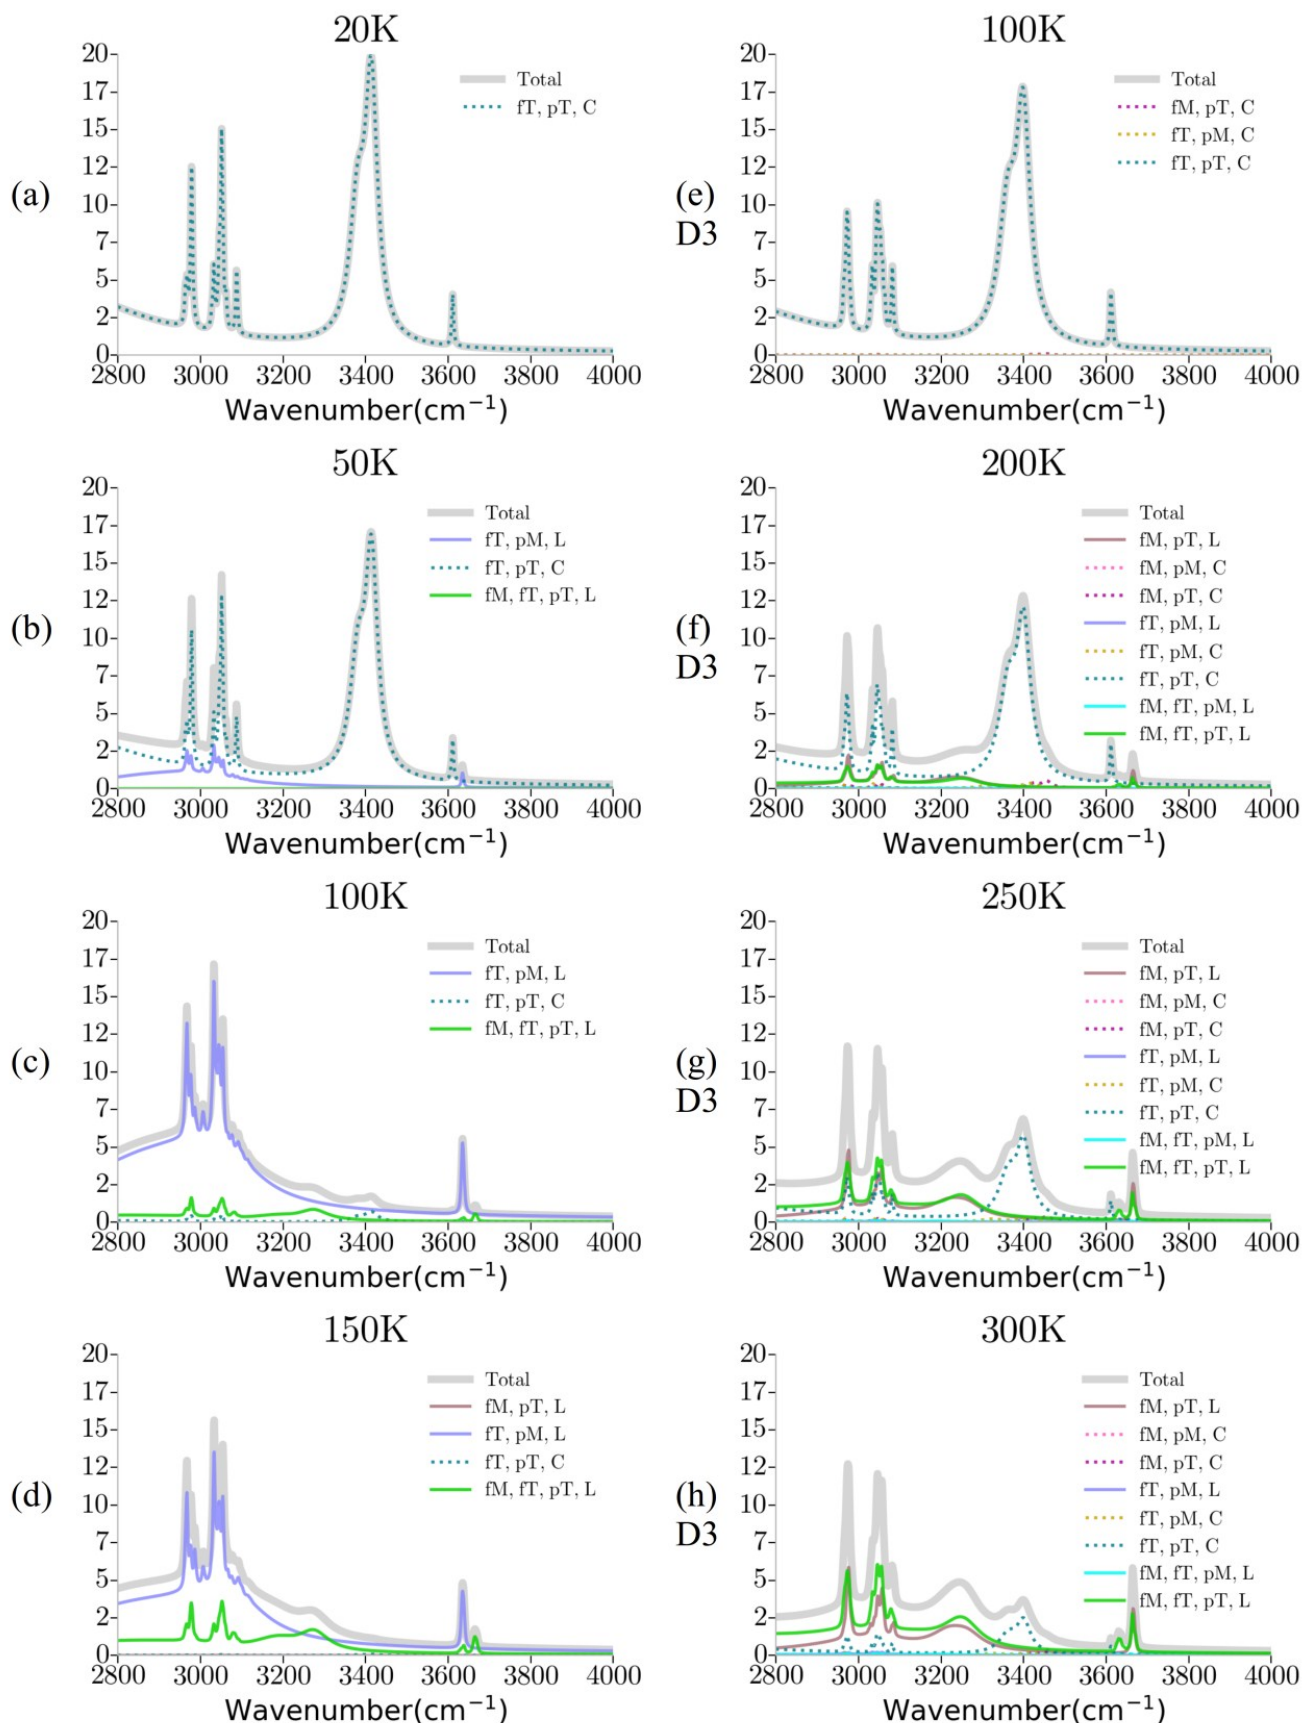 20K
20
17
15
12
10
7
5
2
0
Total
fT, pT, C
(a)
2800 3000 3200 3400 3600 3800 4000
Wavenumber(cm⁻¹)
100K
20
17
15
12
10
7
5
2
0
Total
fM, pT, C
fT, pM, C
fT, pT, C
(e)
D3
2800 3000 3200 3400 3600 3800 4000
Wavenumber(cm⁻¹)
50K
20
17
15
12
10
7
5
2
0
Total
fT, pM, L
fT, pT, C
fM, fT, pT, L
(b)
2800 3000 3200 3400 3600 3800 4000
Wavenumber(cm⁻¹)
200K
20
17
15
12
10
7
5
2
0
Total
fM, pT, L
fM, pM, C
fM, pT, C
fT, pM, L
fT, pM, C
fT, pT, C
fM, fT, pM, L
fM, fT, pT, L
(f)
D3
2800 3000 3200 3400 3600 3800 4000
Wavenumber(cm⁻¹)
100K
20
17
15
12
10
7
5
2
0
Total
fT, pM, L
fT, pT, C
fM, fT, pT, L
(c)
2800 3000 3200 3400 3600 3800 4000
Wavenumber(cm⁻¹)
250K
20
17
15
12
10
7
5
2
0
Total
fM, pT, L
fM, pM, C
fM, pT, C
fT, pM, L
fT, pM, C
fT, pT, C
fM, fT, pM, L
fM, fT, pT, L
(g)
D3
2800 3000 3200 3400 3600 3800 4000
Wavenumber(cm⁻¹)
150K
20
17
15
12
10
7
5
2
0
Total
fM, pT, L
fT, pM, L
fT, pT, C
fM, fT, pT, L
(d)
2800 3000 3200 3400 3600 3800 4000
Wavenumber(cm⁻¹)
300K
20
17
15
12
10
7
5
2
0
Total
fM, pT, L
fM, pM, C
fM, pT, C
fT, pM, L
fT, pM, C
fT, pT, C
fM, fT, pM, L
fM, fT, pT, L
(h)
D3
2800 3000 3200 3400 3600 3800 4000
Wavenumber(cm⁻¹)